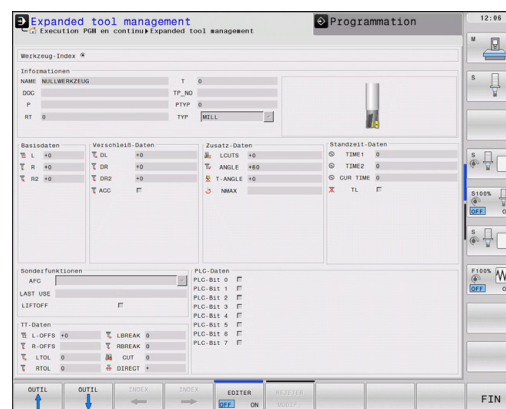 Expanded tool management
Execution PGM en continu▸Expanded tool management
Programmation
12:06
Werkzeug-Index
Informationen
NAME NULLWERKZEUG T 0
DOC TP_NO
P PTYP 0
RT 0 TYP MILL
Basisdaten
L +0
R +0
R2 +0
Verschleiß-Daten
DL +0
DR +0
DR2 +0
ACC
Zusatz-Daten
LCUTS +0
ANGLE +60
T-ANGLE +0
NMAX
Standzeit-Daten
TIME1 0
TIME2 0
CUR TIME 0
TL
Sonderfunktionen
AFC
LAST USE
LIFTOFF
PLC-Daten
PLC-Bit 0
PLC-Bit 1
PLC-Bit 2
PLC-Bit 3
PLC-Bit 4
PLC-Bit 5
PLC-Bit 6
PLC-Bit 7
TT-Daten
L-OFFS +0 LBREAK 0
R-OFFS RBREAK 0
LTOL 0 CUT 0
RTOL 0 DIRECT
M
S
S
S100%
OFF
S
F100%
OFF
OUTIL
OUTIL
INDEX
INDEX
EDITER
OFF ON
FIN